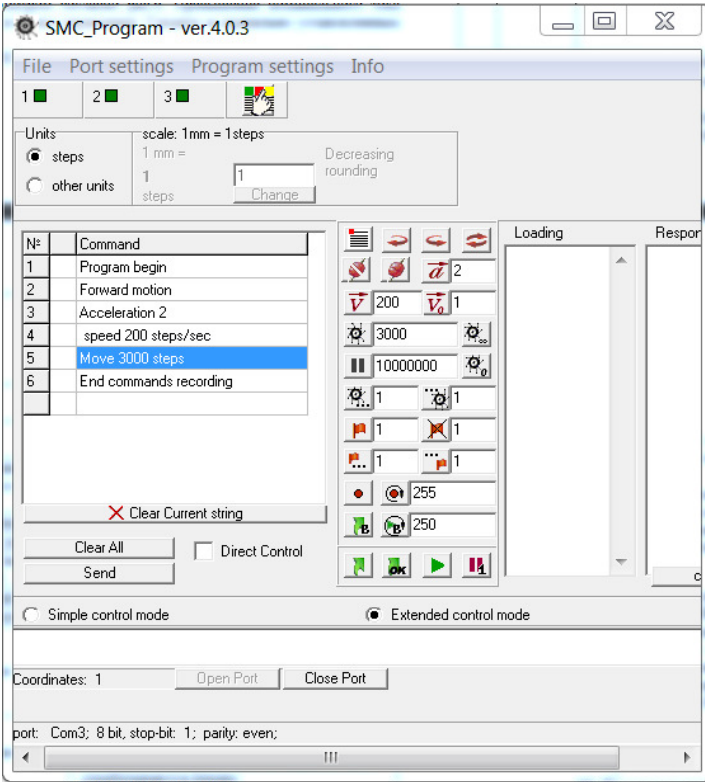 SMC_Program - ver.4.0.3
File Port settings Program settings Info
1 2 3
Units
steps
other units
scale: 1mm = 1steps
1 mm =
1
steps
1
Change
Decreasing
rounding
№ Command
1 Program begin
2 Forward motion
3 Acceleration 2
4 speed 200 steps/sec
5 Move 3000 steps
6 End commands recording
Clear Current string
Clear All
Send
Direct Control
a 2
V 200 V₀ 1
3000
10000000
1 1
1 1
1 1
255
B B 250
OK 1
Loading
Respor
c
Simple control mode Extended control mode
Coordinates: 1 Open Port Close Port
port: Com3; 8 bit, stop-bit: 1; parity: even;